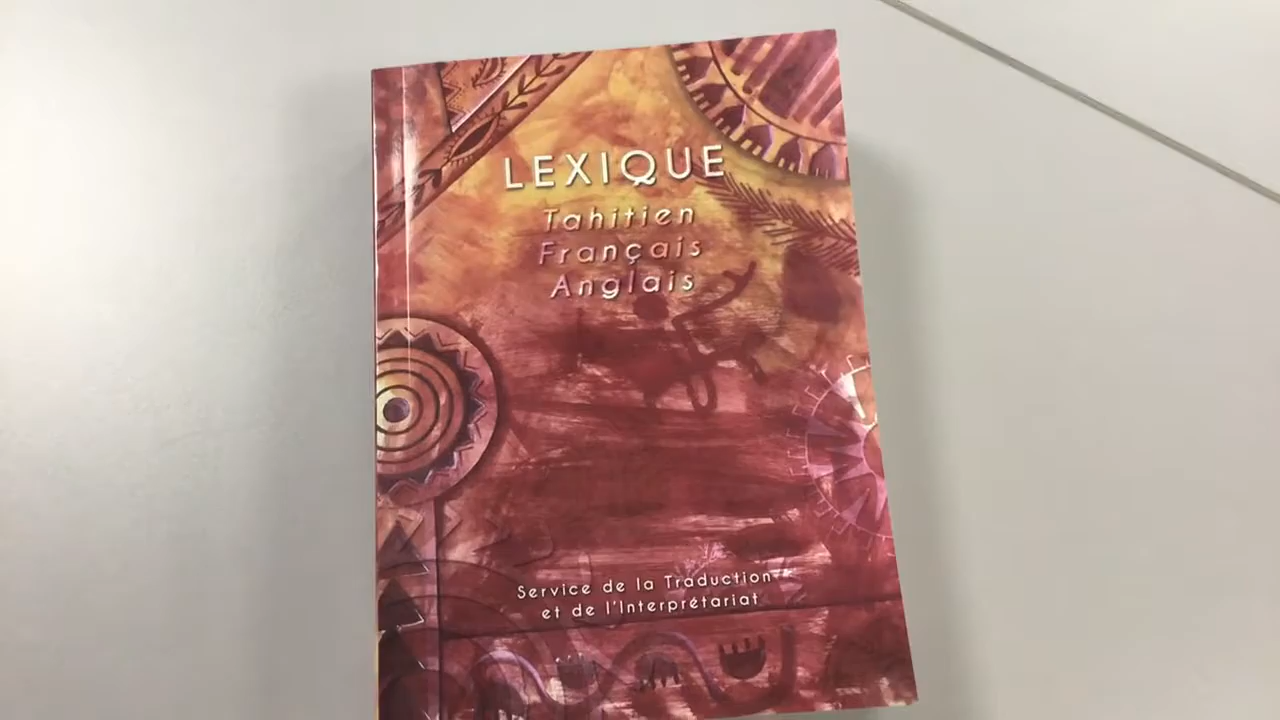 LEXIQUE
Tahitien
Français
Anglais
Service de la Traduction
et de l'Interprétariat